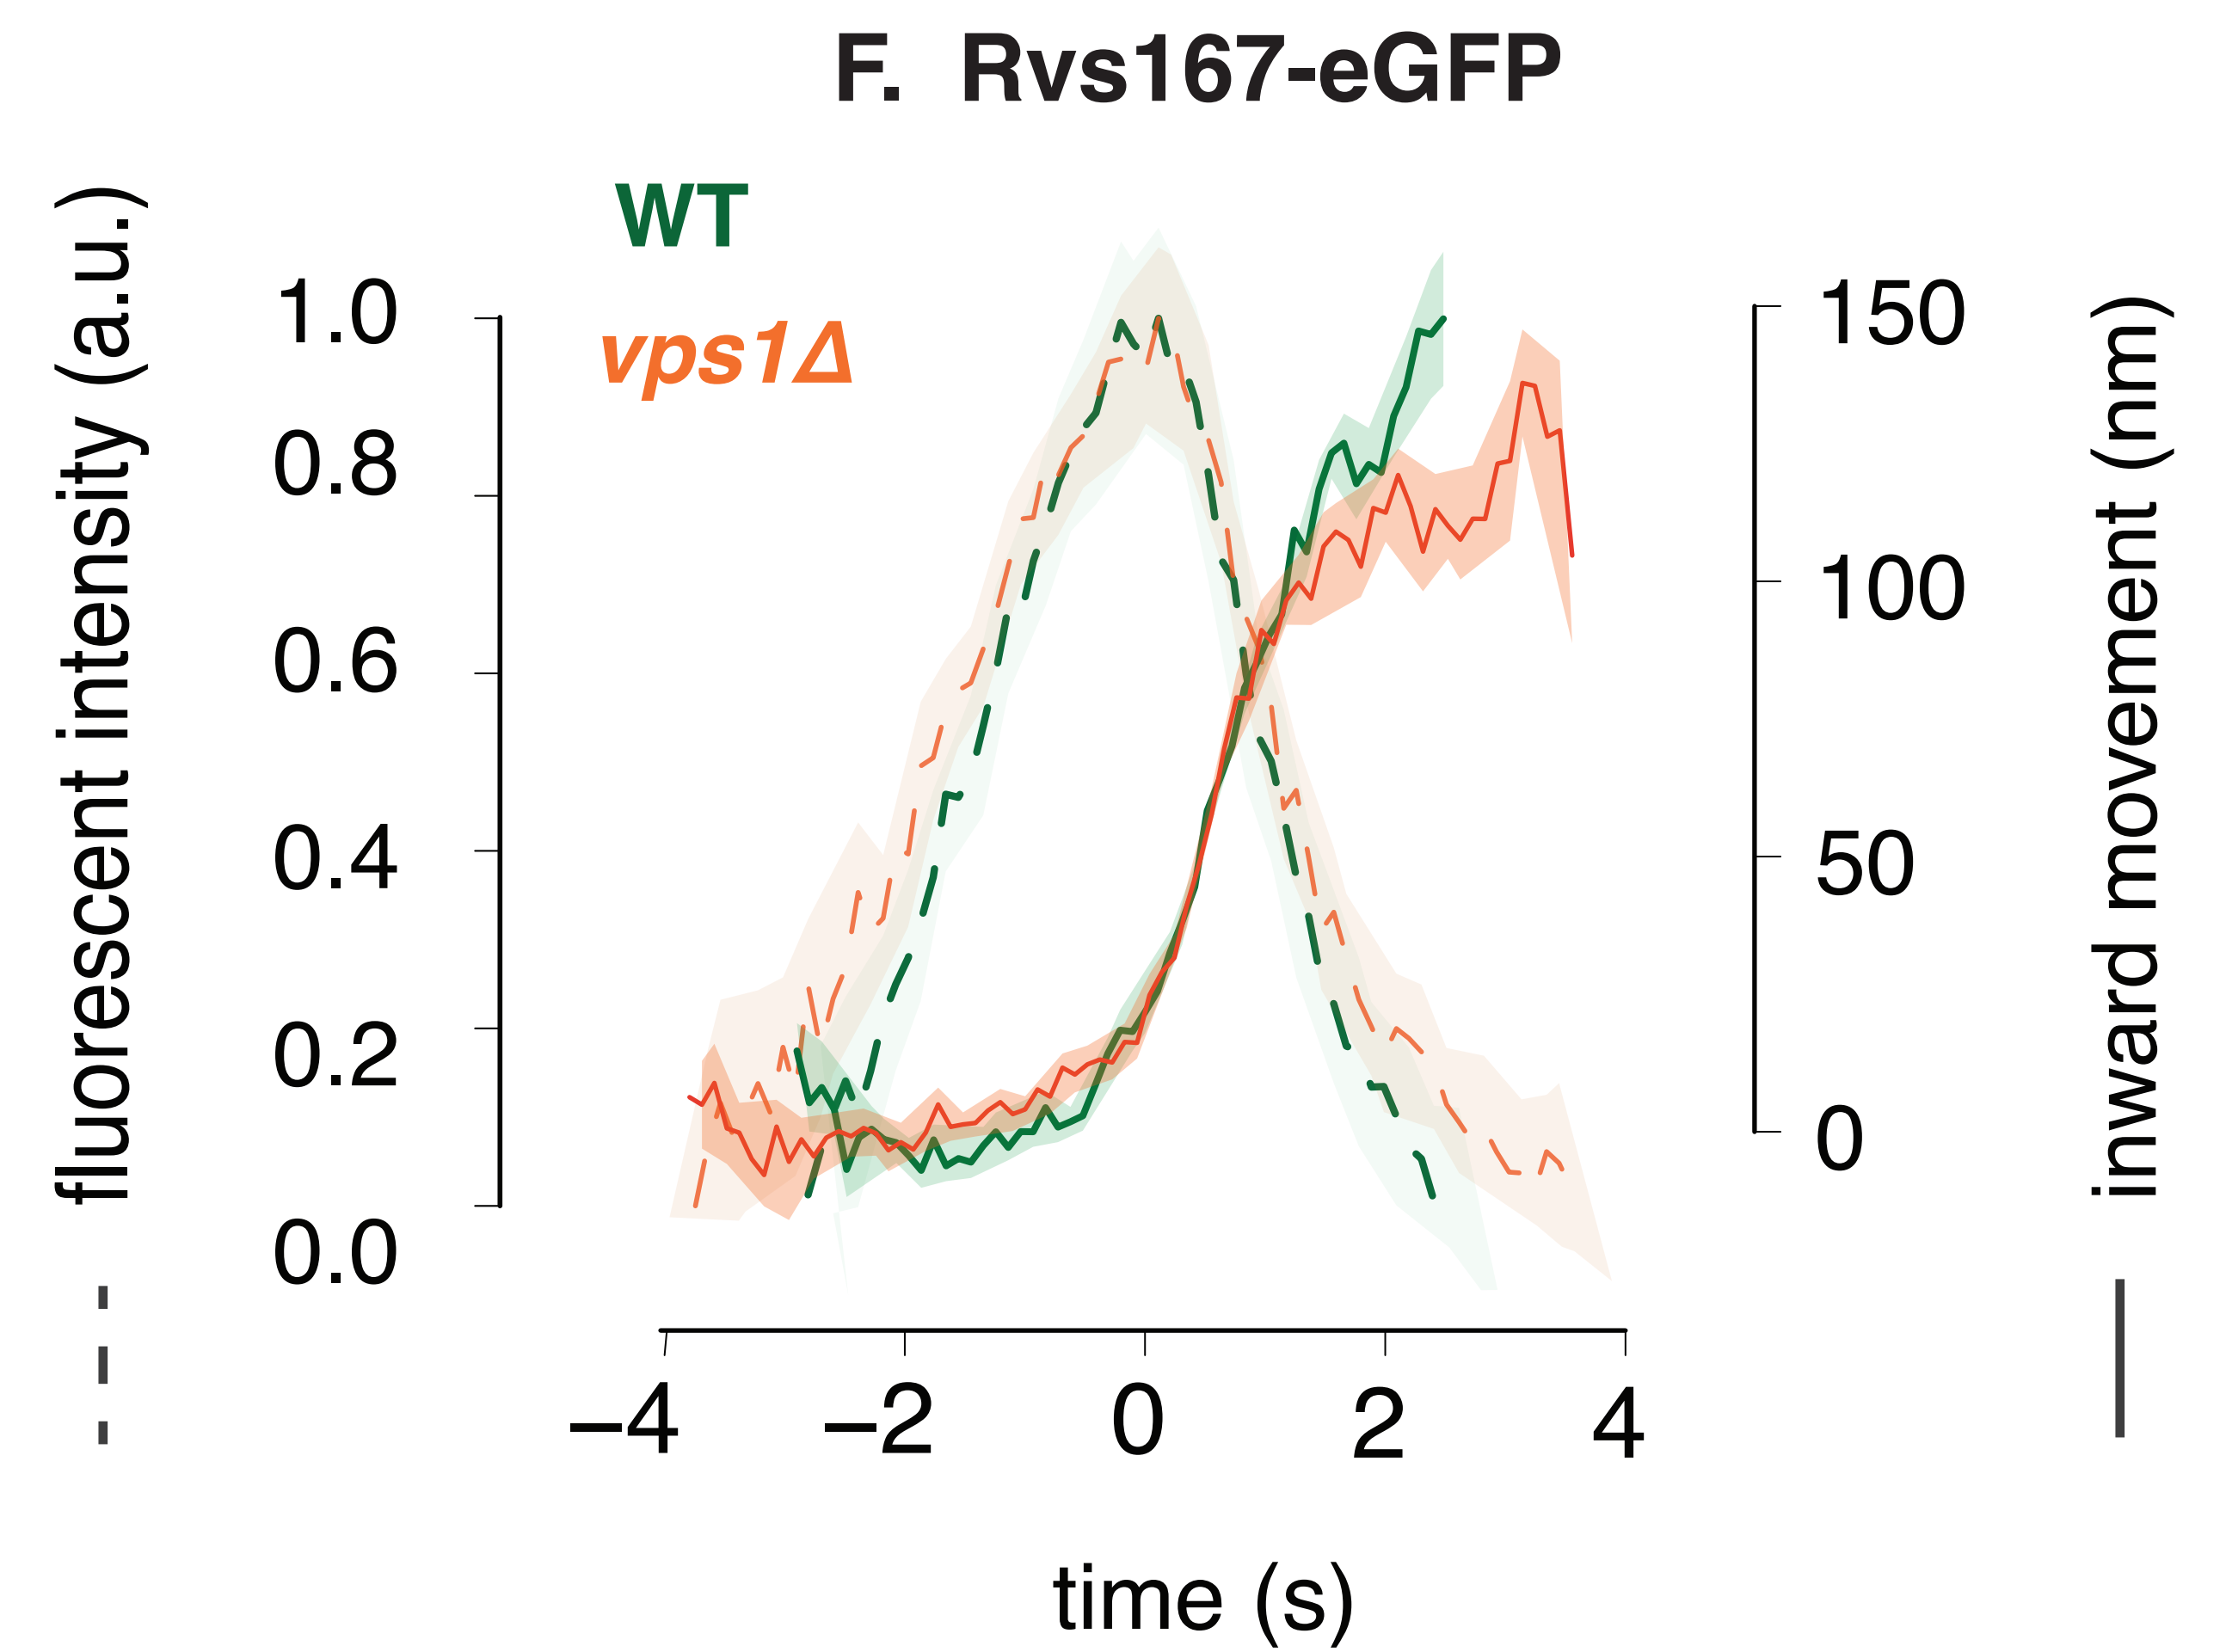 F. Rvs167-eGFP
WT
vps1Δ
fluorescent intensity (a.u.)
1.0
0.8
0.6
0.4
0.2
0.0
150
100
50
0
inward movement (nm)
−4 −2 0 2 4
time (s)